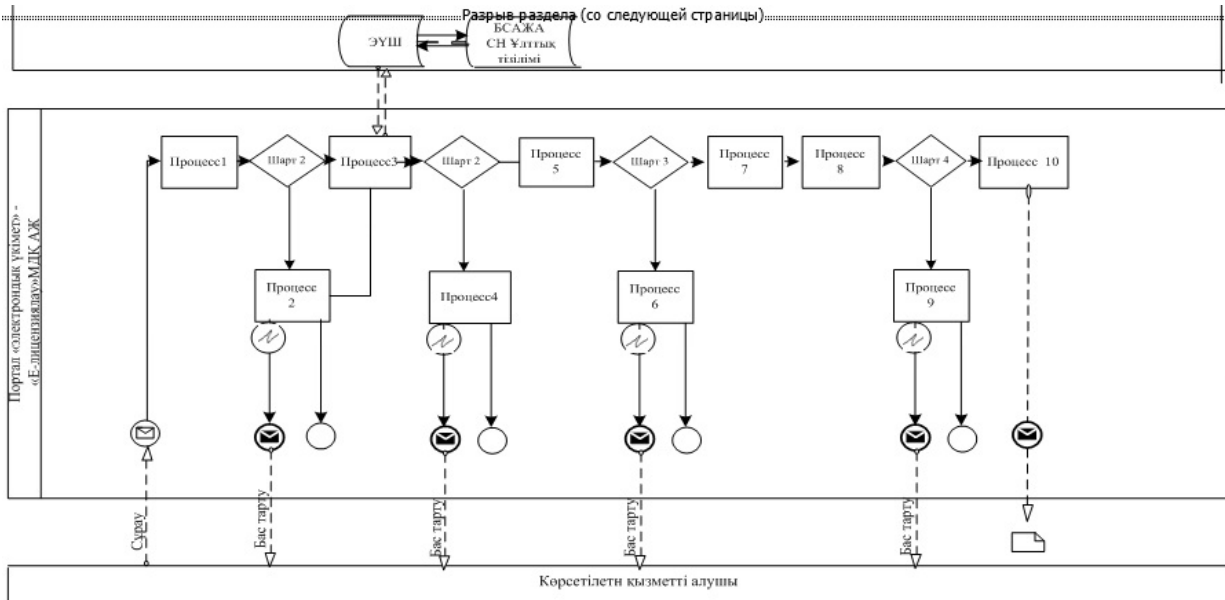 Разрыв раздела (со следующей страницы)
ЭҮШ
БСАЖА
СН Ұлттық
тізілімі
Портал «электрондық үкімет» -
«Е-лицензиялау»МДҚ АЖ
Процесс1
Шарт 2
Процесс3
Шарт 2
Процесс
5
Шарт 3
Процесс
7
Процесс
8
Шарт 4
Процесс 10
Процесс
2
Процесс4
Процесс
6
Процесс
9
Сұрау
Бас тарту
Бас тарту
Бас тарту
Бас тарту
Көрсетілетн қызметті алушы